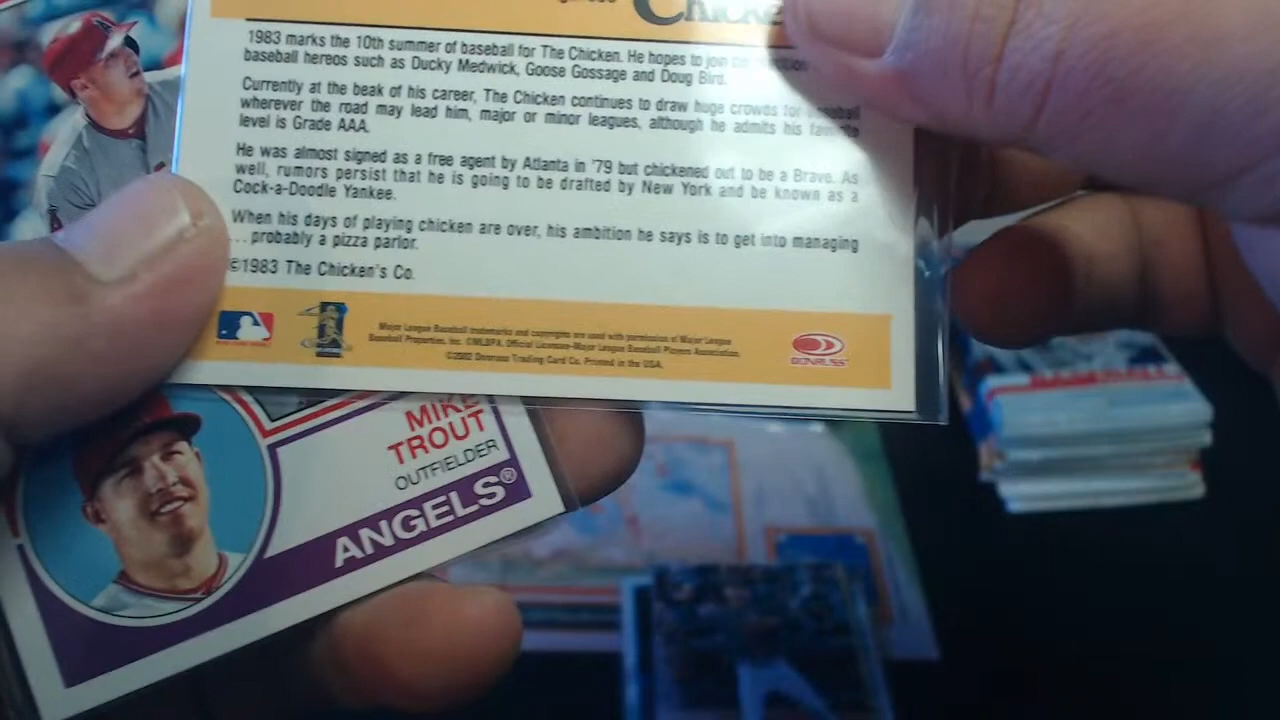 CHICKE
1983 marks the 10th summer of baseball for The Chicken. He hopes to join
baseball hereos such as Ducky Medwick, Goose Gossage and Doug Bird.
Currently at the beak of his career, The Chicken continues to draw huge crowds for baseball
wherever the road may lead him, major or minor leagues, although he admits his favorite
level is Grade AAA.
He was almost signed as a free agent by Atlanta in '79 but chickened out to be a Brave. As
well, rumors persist that he is going to be drafted by New York and be known as a
Cock-a-Doodle Yankee.
When his days of playing chicken are over, his ambition he says is to get into managing
... probably a pizza parlor.
©1983 The Chicken's Co.
Major League Baseball trademarks and copyrights are used with permission of Major League
Baseball Properties, Inc. ©MLBPA. Official Licensee-Major League Baseball Players Association.
©2002 Donruss Trading Card Co. Printed in the USA.
DONRUSS
MIKE
TROUT
OUTFIELDER
ANGELS®